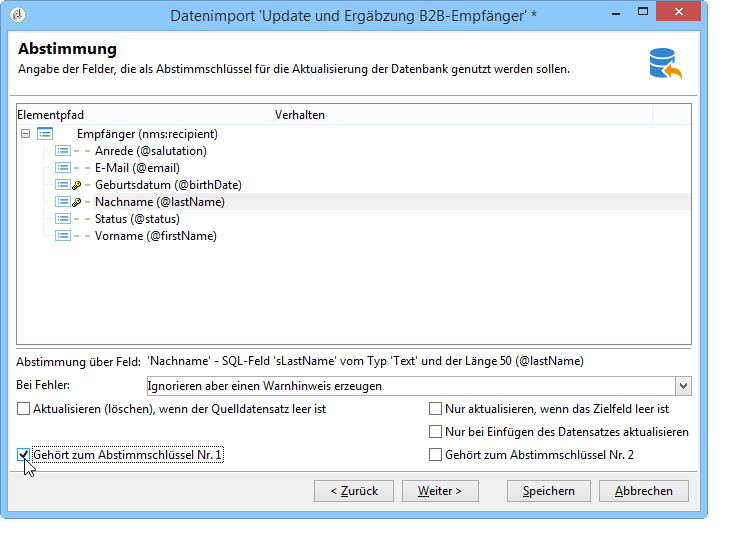 Datenimport 'Update und Ergäbzung B2B-Empfänger' *
Abstimmung
Angabe der Felder, die als Abstimmschlüssel für die Aktualisierung der Datenbank genutzt werden sollen.
Elementpfad Verhalten
Empfänger (nms:recipient)
Anrede (@salutation)
E-Mail (@email)
Geburtsdatum (@birthDate)
Nachname (@lastName)
Status (@status)
Vorname (@firstName)
Abstimmung über Feld: 'Nachname' - SQL-Feld 'sLastName' vom Typ 'Text' und der Länge 50 (@lastName)
Bei Fehler: Ignorieren aber einen Warnhinweis erzeugen
Aktualisieren (löschen), wenn der Quelldatensatz leer ist Nur aktualisieren, wenn das Zielfeld leer ist
Nur bei Einfügen des Datensatzes aktualisieren
Gehört zum Abstimmschlüssel Nr. 1 Gehört zum Abstimmschlüssel Nr. 2
< Zurück Weiter > Speichern Abbrechen